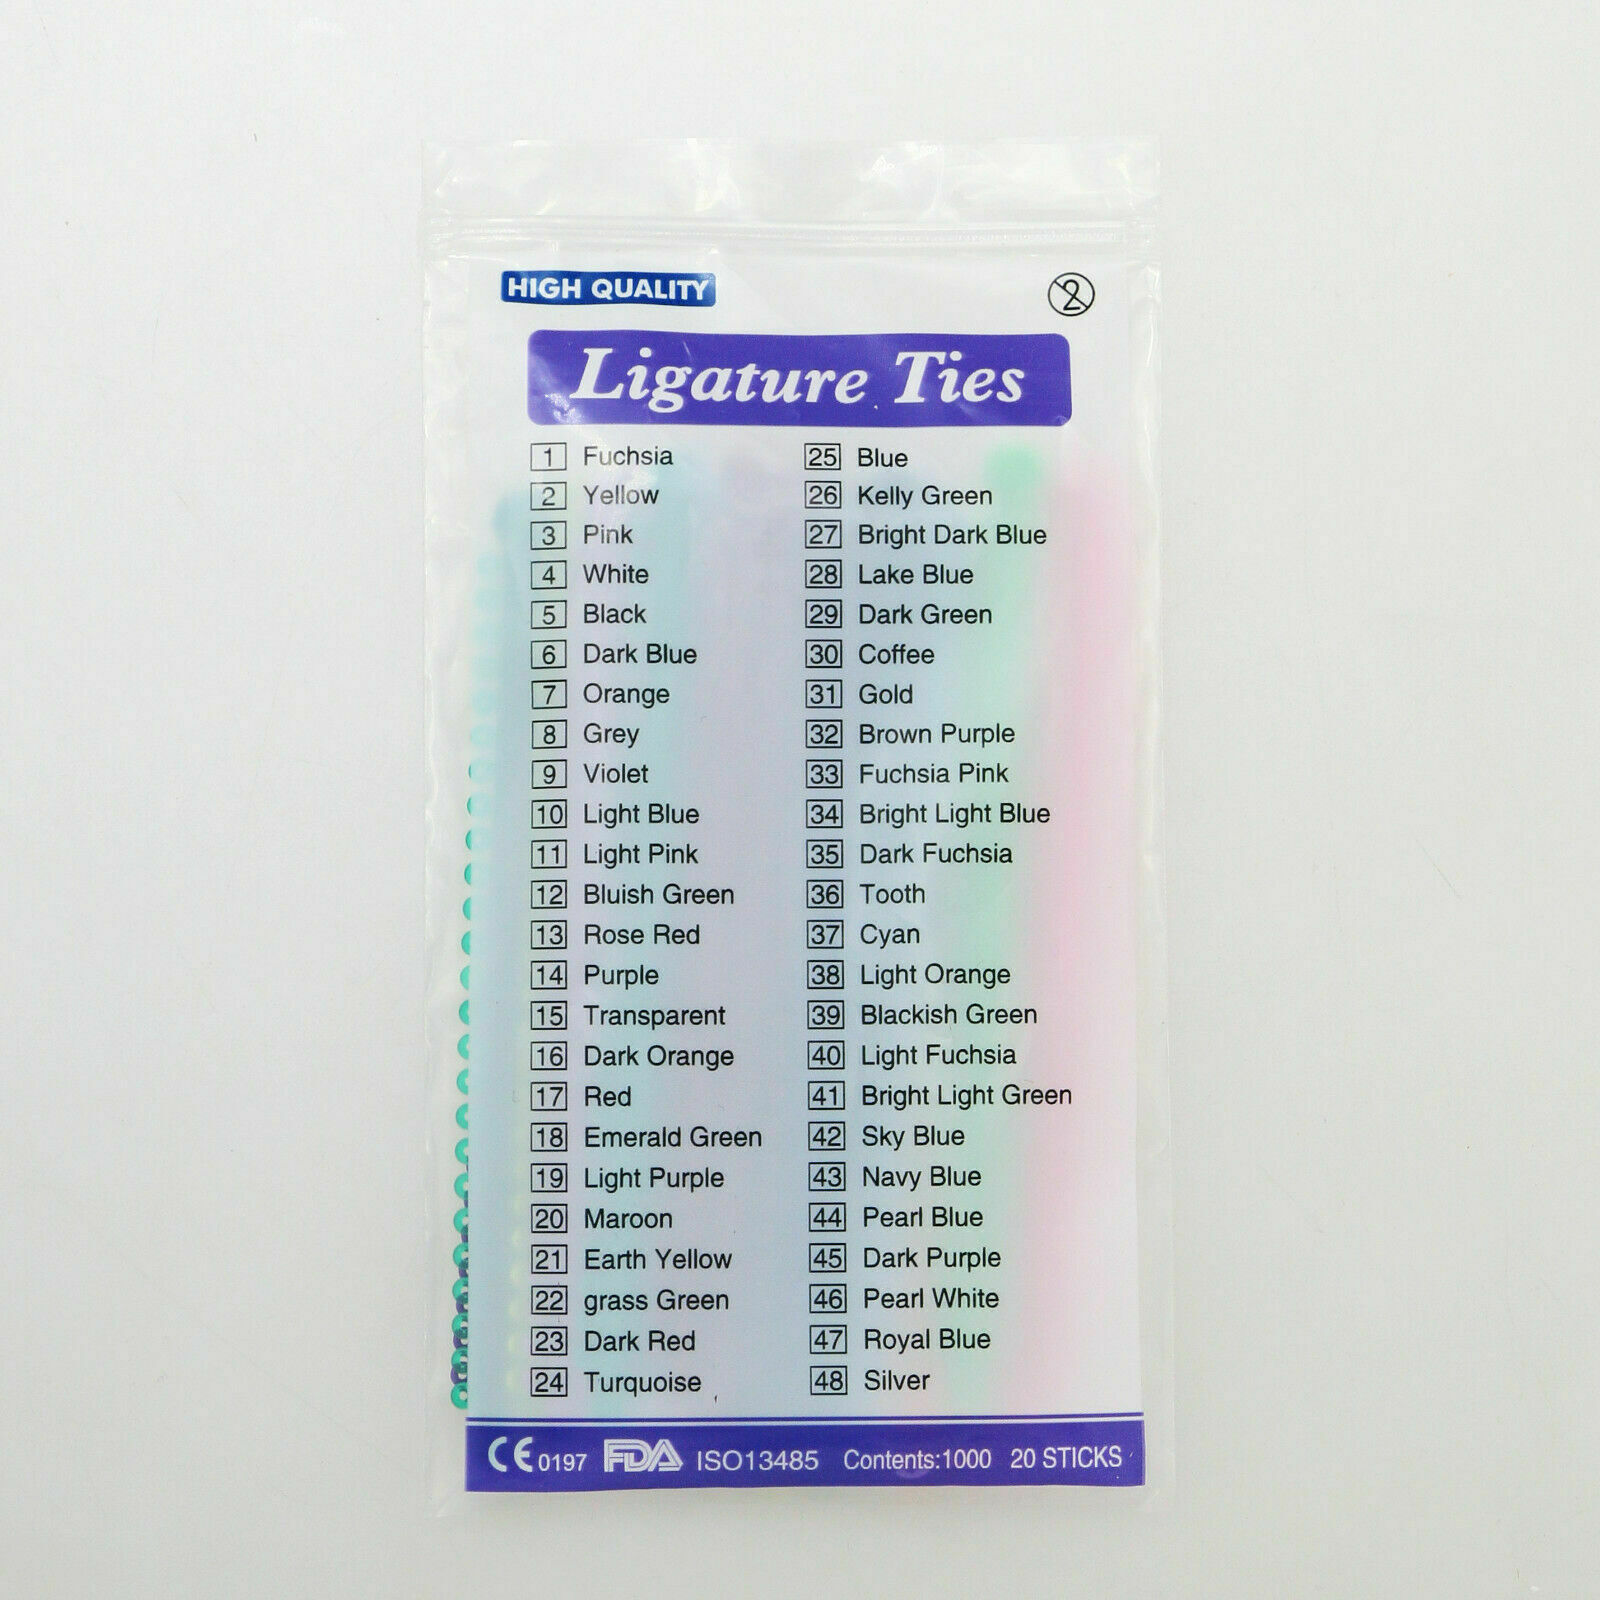 HIGH QUALITY
2
Ligature Ties
1 Fuchsia
2 Yellow
3 Pink
4 White
5 Black
6 Dark Blue
7 Orange
8 Grey
9 Violet
10 Light Blue
11 Light Pink
12 Bluish Green
13 Rose Red
14 Purple
15 Transparent
16 Dark Orange
17 Red
18 Emerald Green
19 Light Purple
20 Maroon
21 Earth Yellow
22 grass Green
23 Dark Red
24 Turquoise
25 Blue
26 Kelly Green
27 Bright Dark Blue
28 Lake Blue
29 Dark Green
30 Coffee
31 Gold
32 Brown Purple
33 Fuchsia Pink
34 Bright Light Blue
35 Dark Fuchsia
36 Tooth
37 Cyan
38 Light Orange
39 Blackish Green
40 Light Fuchsia
41 Bright Light Green
42 Sky Blue
43 Navy Blue
44 Pearl Blue
45 Dark Purple
46 Pearl White
47 Royal Blue
48 Silver
CE 0197 FDA ISO13485 Contents:1000 20 STICKS